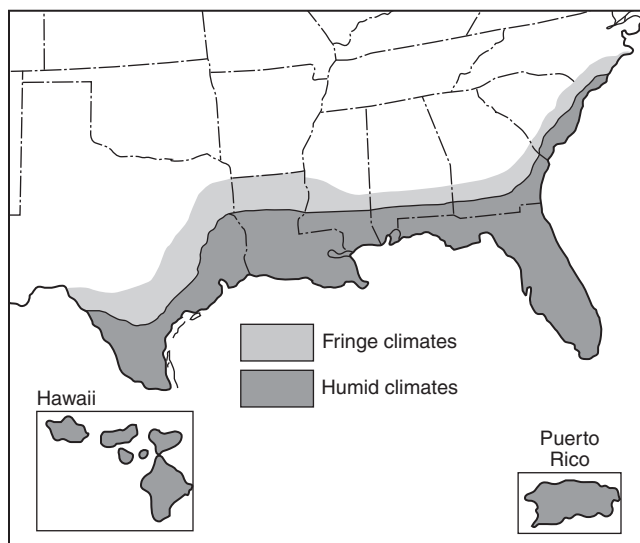 Fringe climates
Humid climates
Hawaii
Puerto
Rico